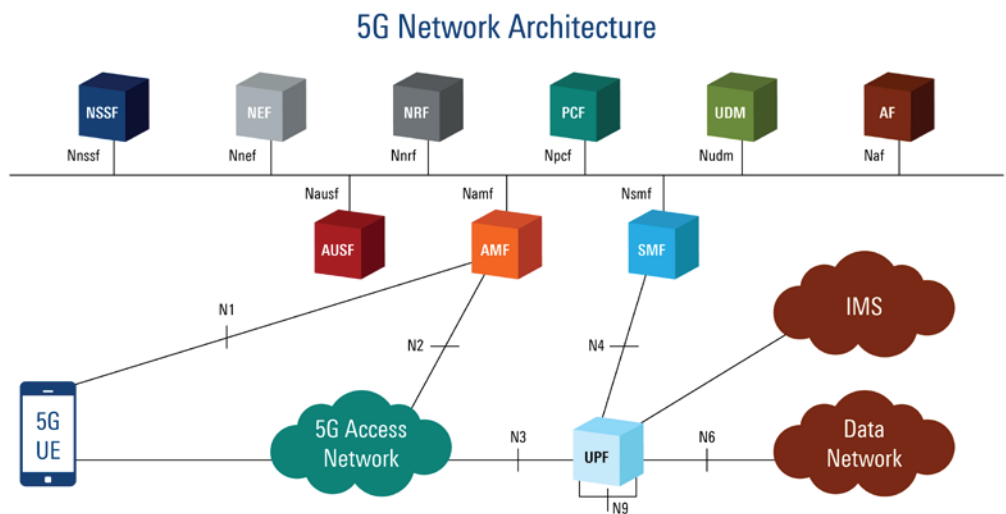 5G Network Architecture
NSSF
NEF
NRF
PCF
UDM
AF
Nnssf
Nnef
Nnrf
Npcf
Nudm
Naf
Nausf
Namf
Nsmf
AUSF
AMF
SMF
IMS
N1
N2
N4
5G
UE
5G Access
Network
N3
UPF
N6
Data
Network
N9